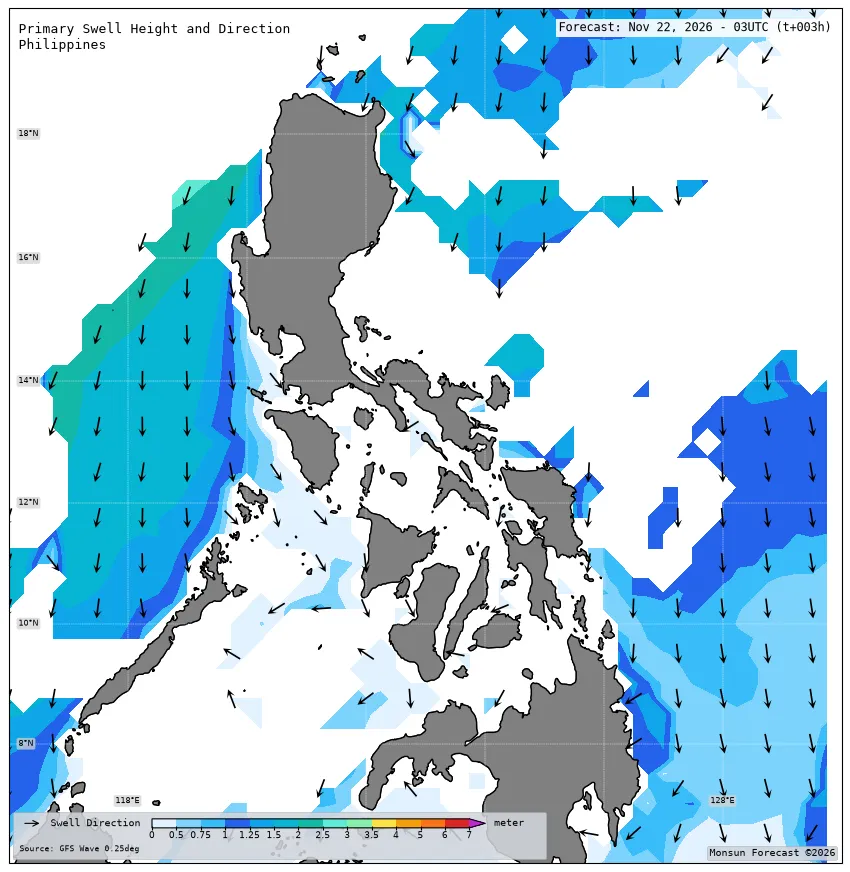 Primary Swell Height and Direction
Philippines
Forecast: Nov 22, 2026 - 03UTC (t+003h)
18°N
16°N
14°N
12°N
10°N
8°N
118°E
128°E
Swell Direction
0 0.5 0.75 1 1.25 1.5 2 2.5 3 3.5 4 5 6 7
meter
Source: GFS Wave 0.25deg
Monsun Forecast ©2026